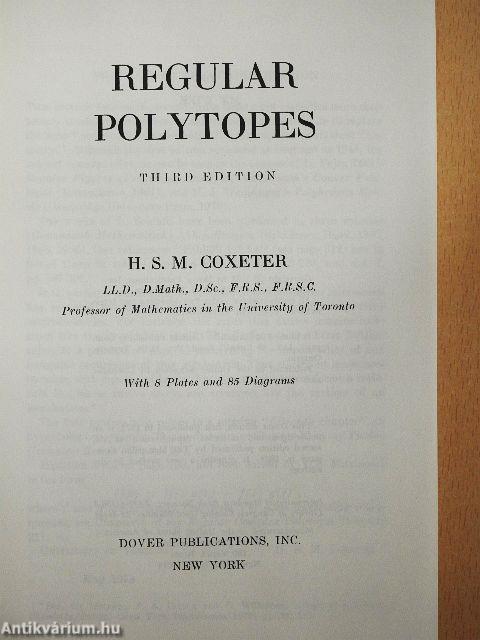 REGULAR
POLYTOPES
THIRD EDITION
H. S. M. COXETER
LL.D., D.Math., D.Sc., F.R.S., F.R.S.C.
Professor of Mathematics in the University of Toronto
With 8 Plates and 85 Diagrams
DOVER PUBLICATIONS, INC.
NEW YORK
Antikvárium.hu